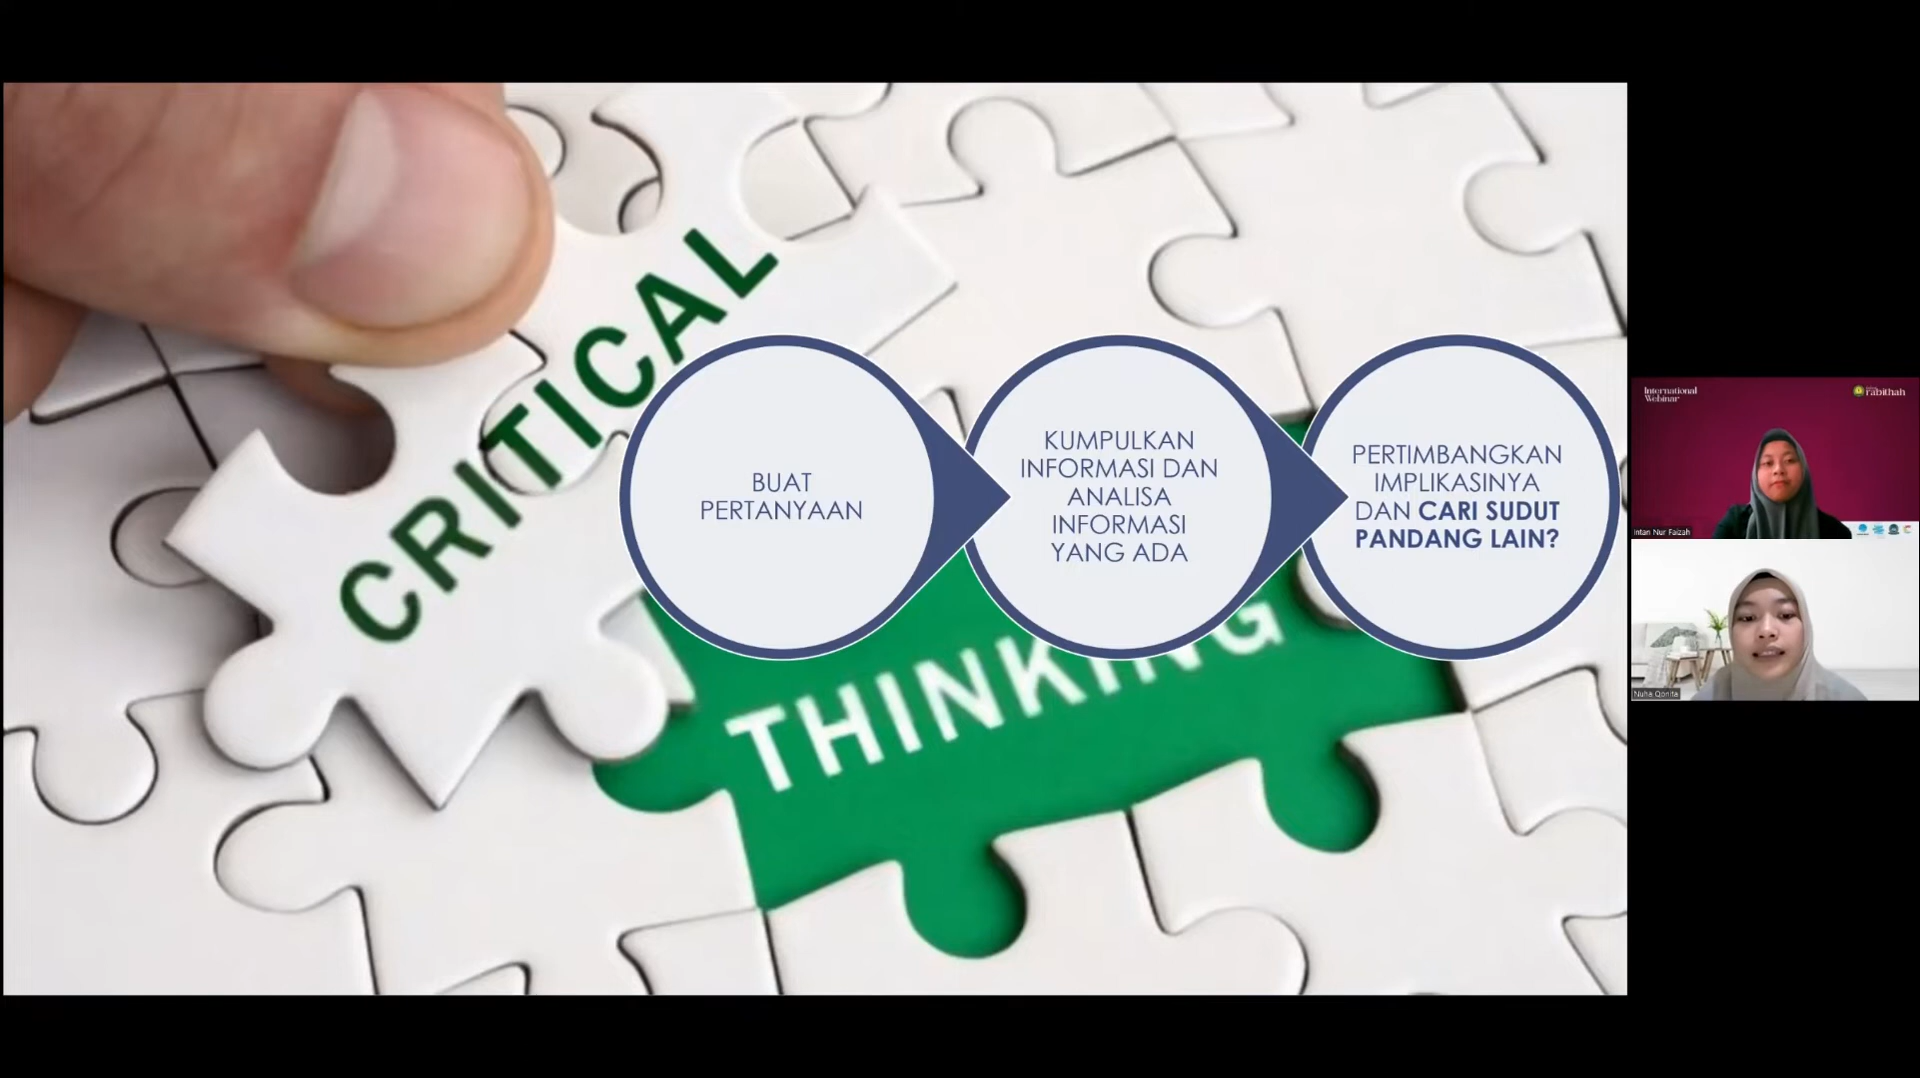 CRITICAL
THINKING
BUAT
PERTANYAAN
KUMPULKAN
INFORMASI DAN
ANALISA
INFORMASI
YANG ADA
PERTIMBANGKAN
IMPLIKASINYA
DAN CARI SUDUT
PANDANG LAIN?
International
Webinar
rabithah
Intan Nur Faizah
Nuha Qonita